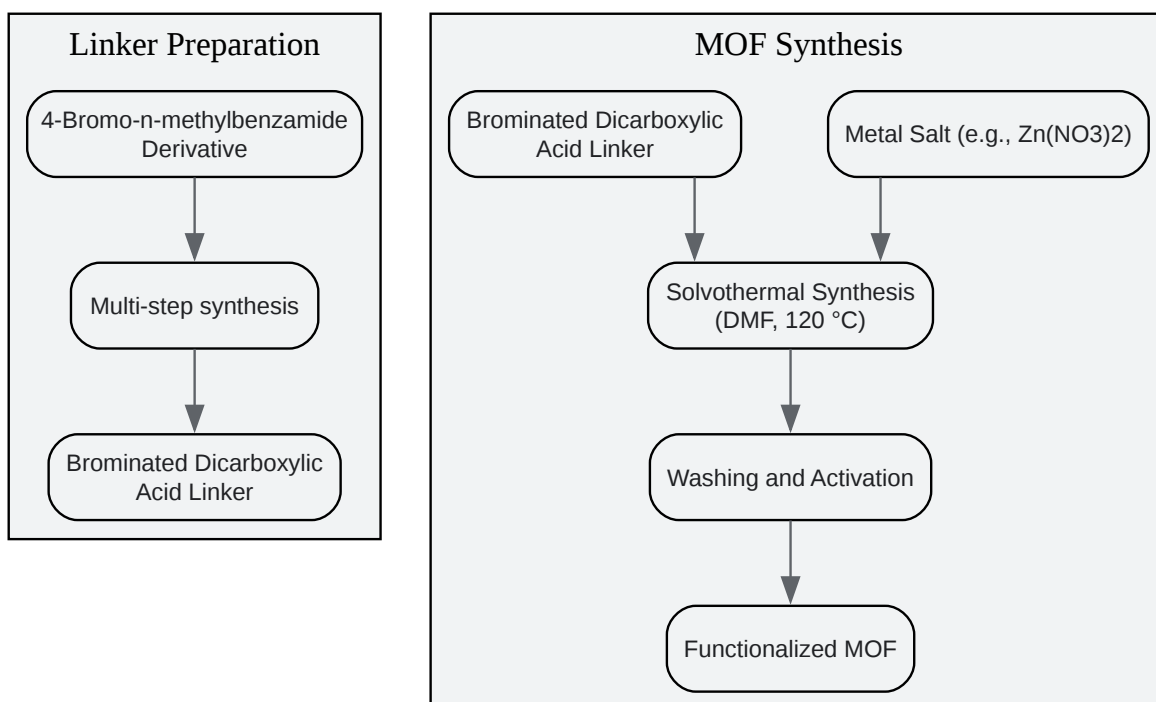 Linker Preparation
4-Bromo-n-methylbenzamide
Derivative
Multi-step synthesis
Brominated Dicarboxylic
Acid Linker
MOF Synthesis
Brominated Dicarboxylic
Acid Linker
Metal Salt (e.g., Zn(NO3)2)
Solvothermal Synthesis
(DMF, 120 °C)
Washing and Activation
Functionalized MOF